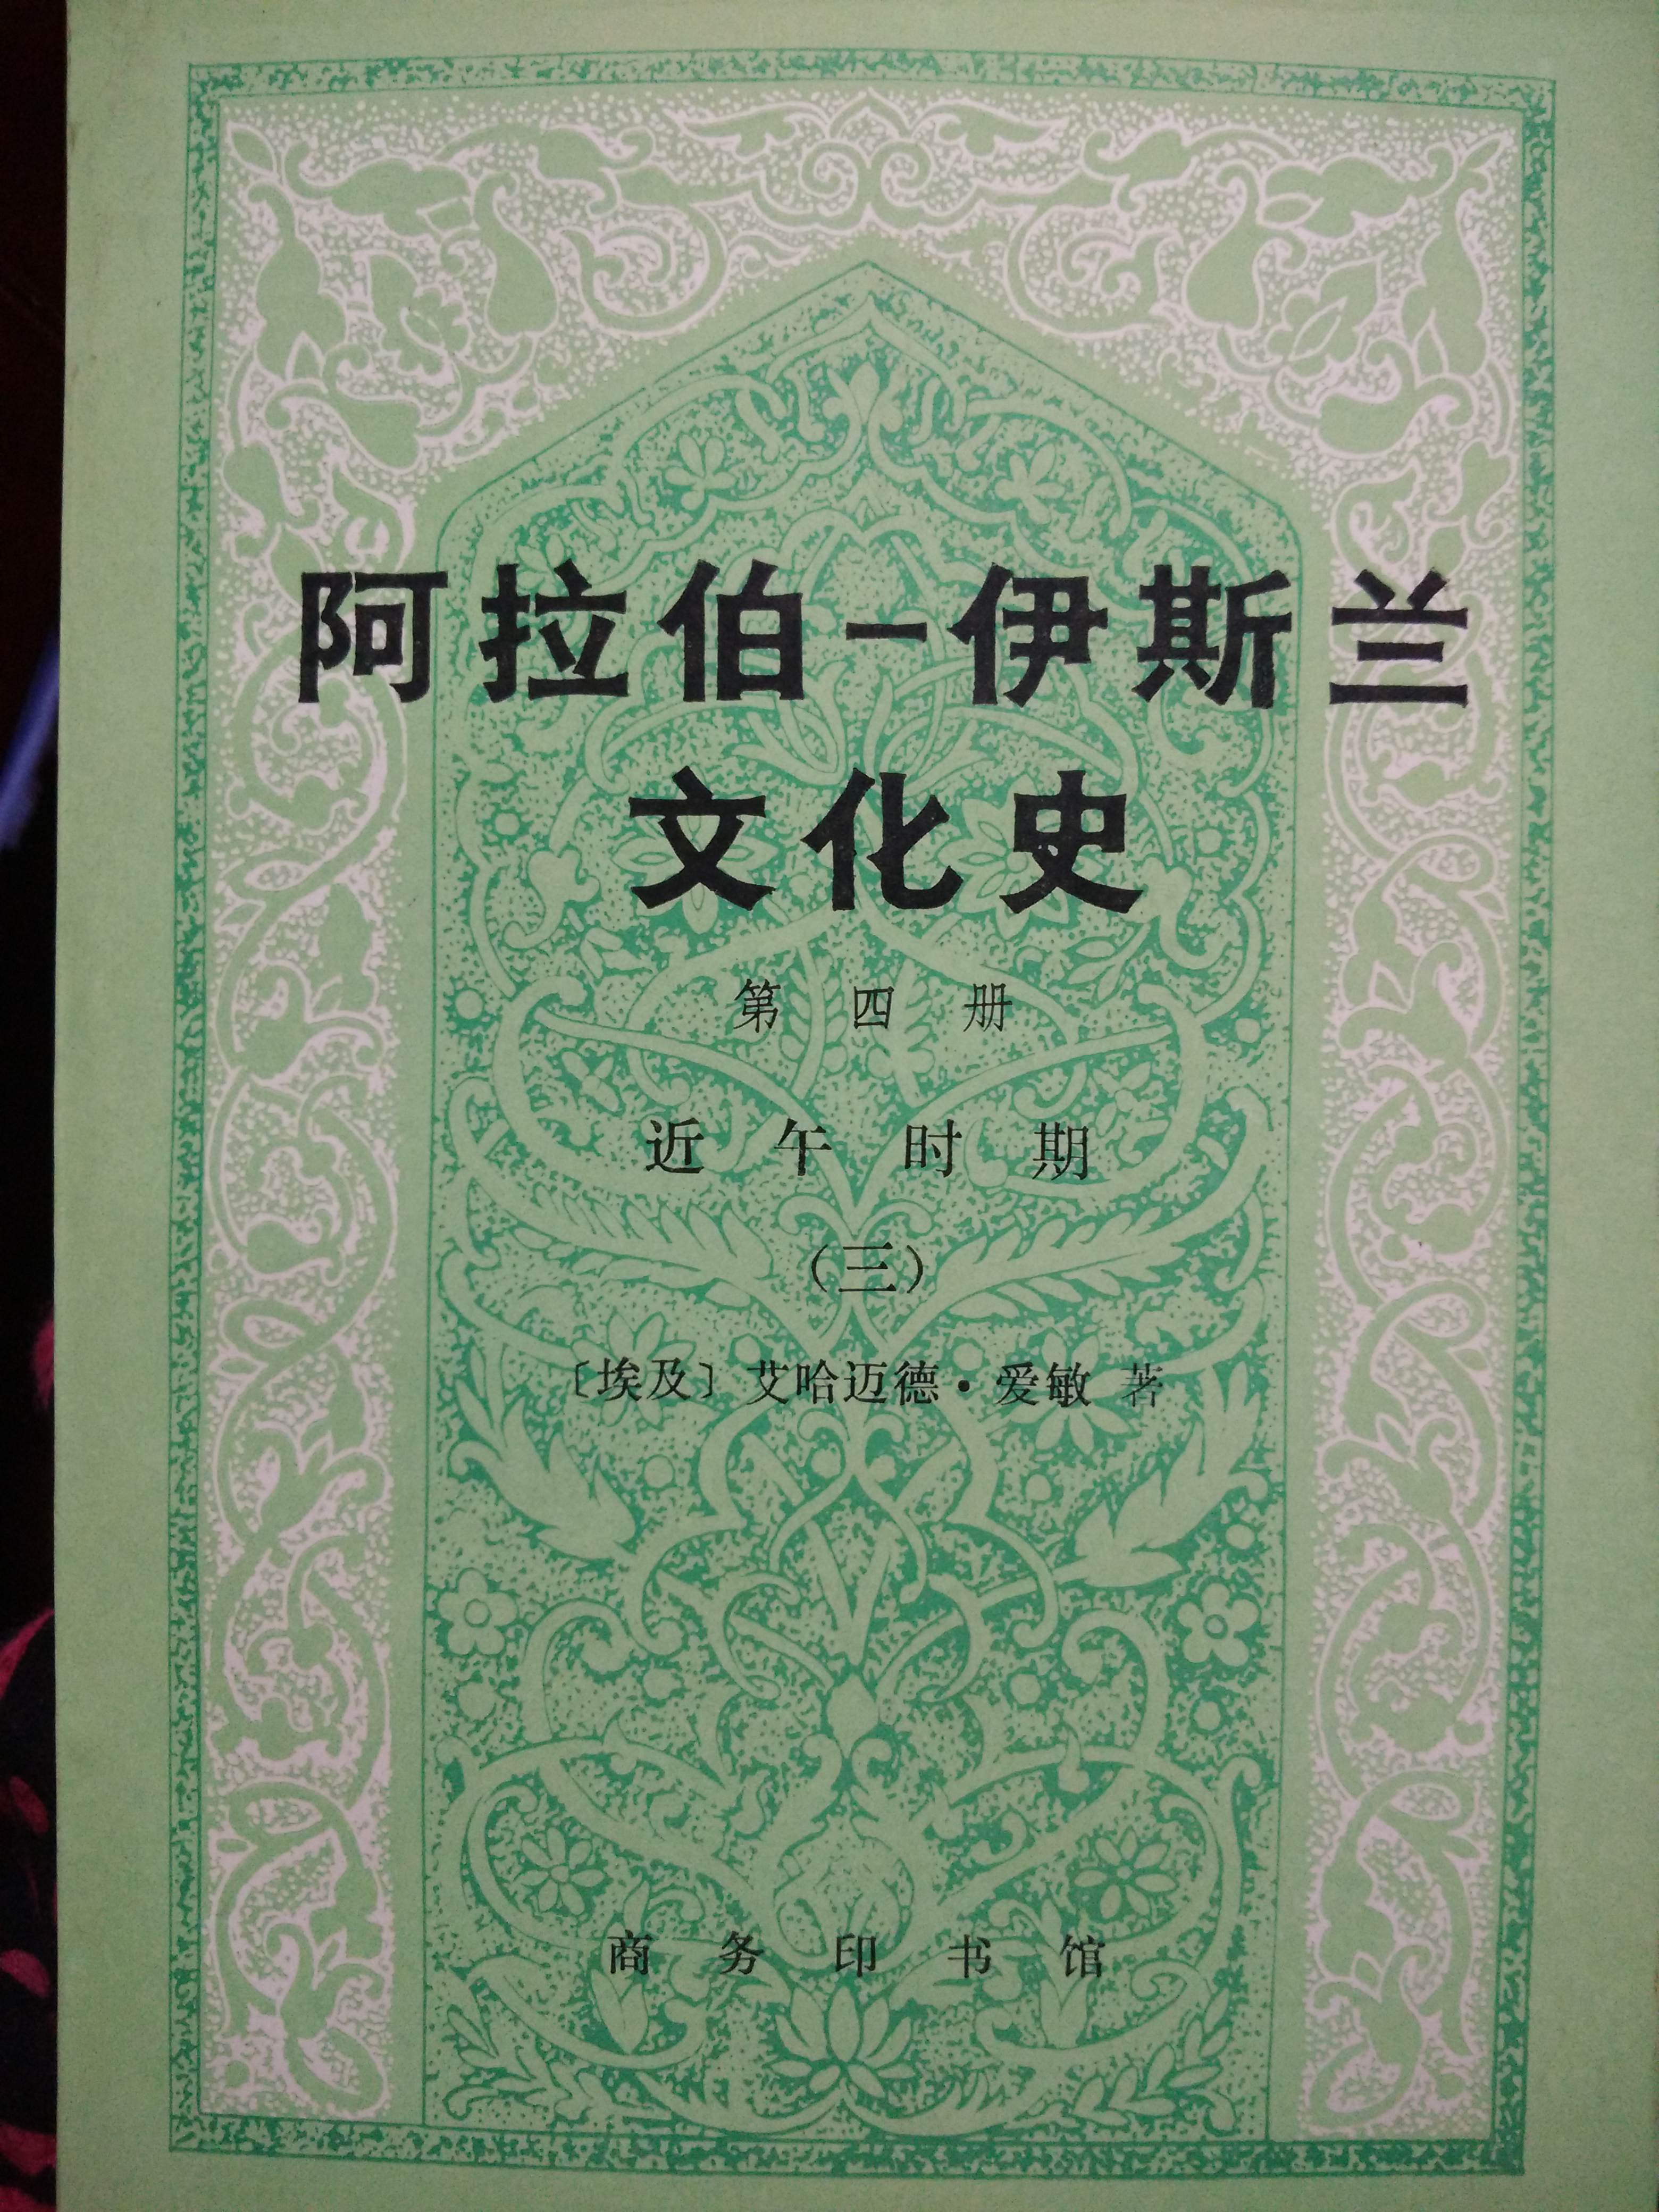 阿拉伯－伊斯兰
文化史
第四册
近午时期
（三）
〔埃及〕艾哈迈德·爱敏 著
商务印书馆